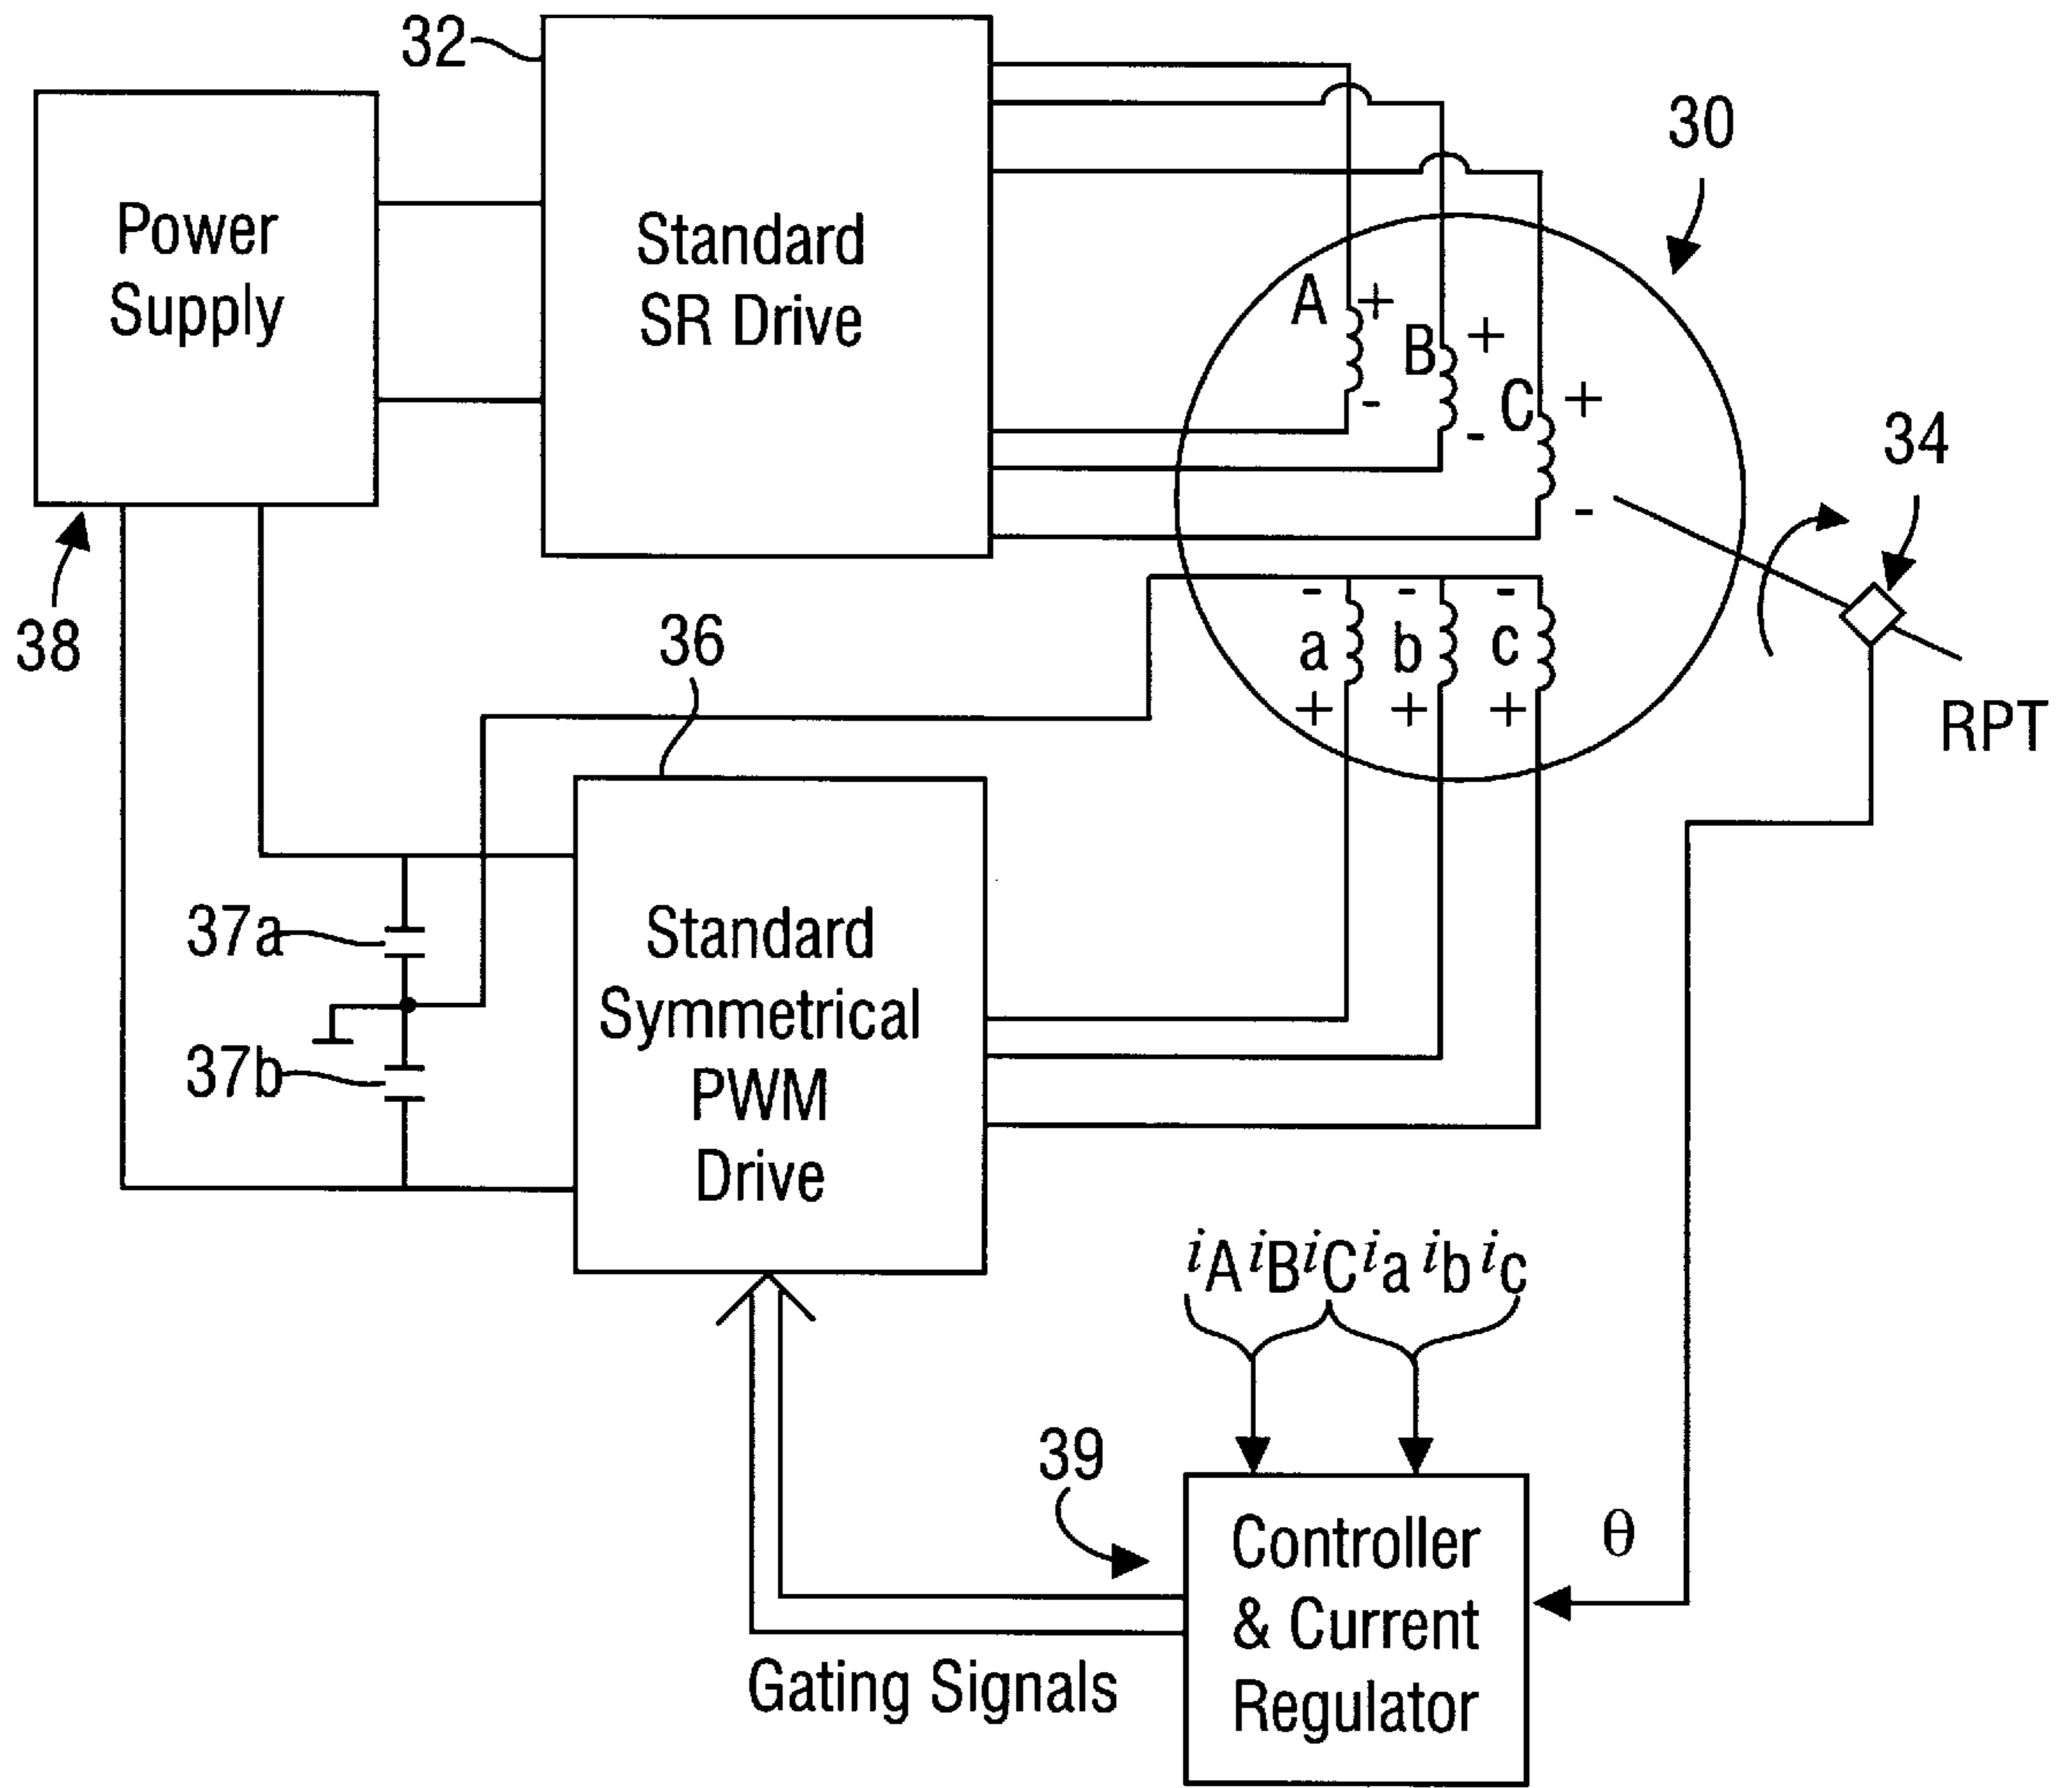 32
30
Power
Supply
Standard
SR Drive
A
+
-
B
+
-
C
+
-
34
38
36
-
-
-
a
b
c
+
+
+
RPT
37a
37b
Standard
Symmetrical
PWM
Drive
iA iB iC ia ib ic
39
Controller
& Current
Regulator
θ
Gating Signals